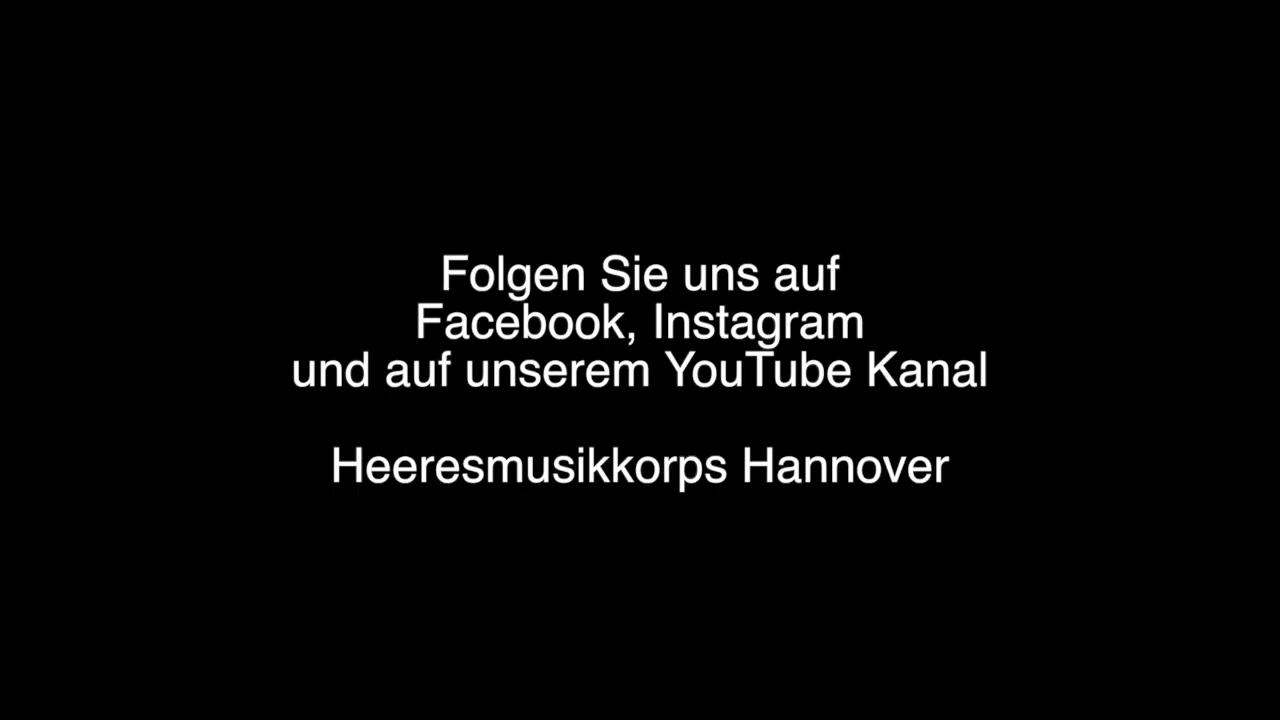 Folgen Sie uns auf
Facebook, Instagram
und auf unserem YouTube Kanal
Heeresmusikkorps Hannover